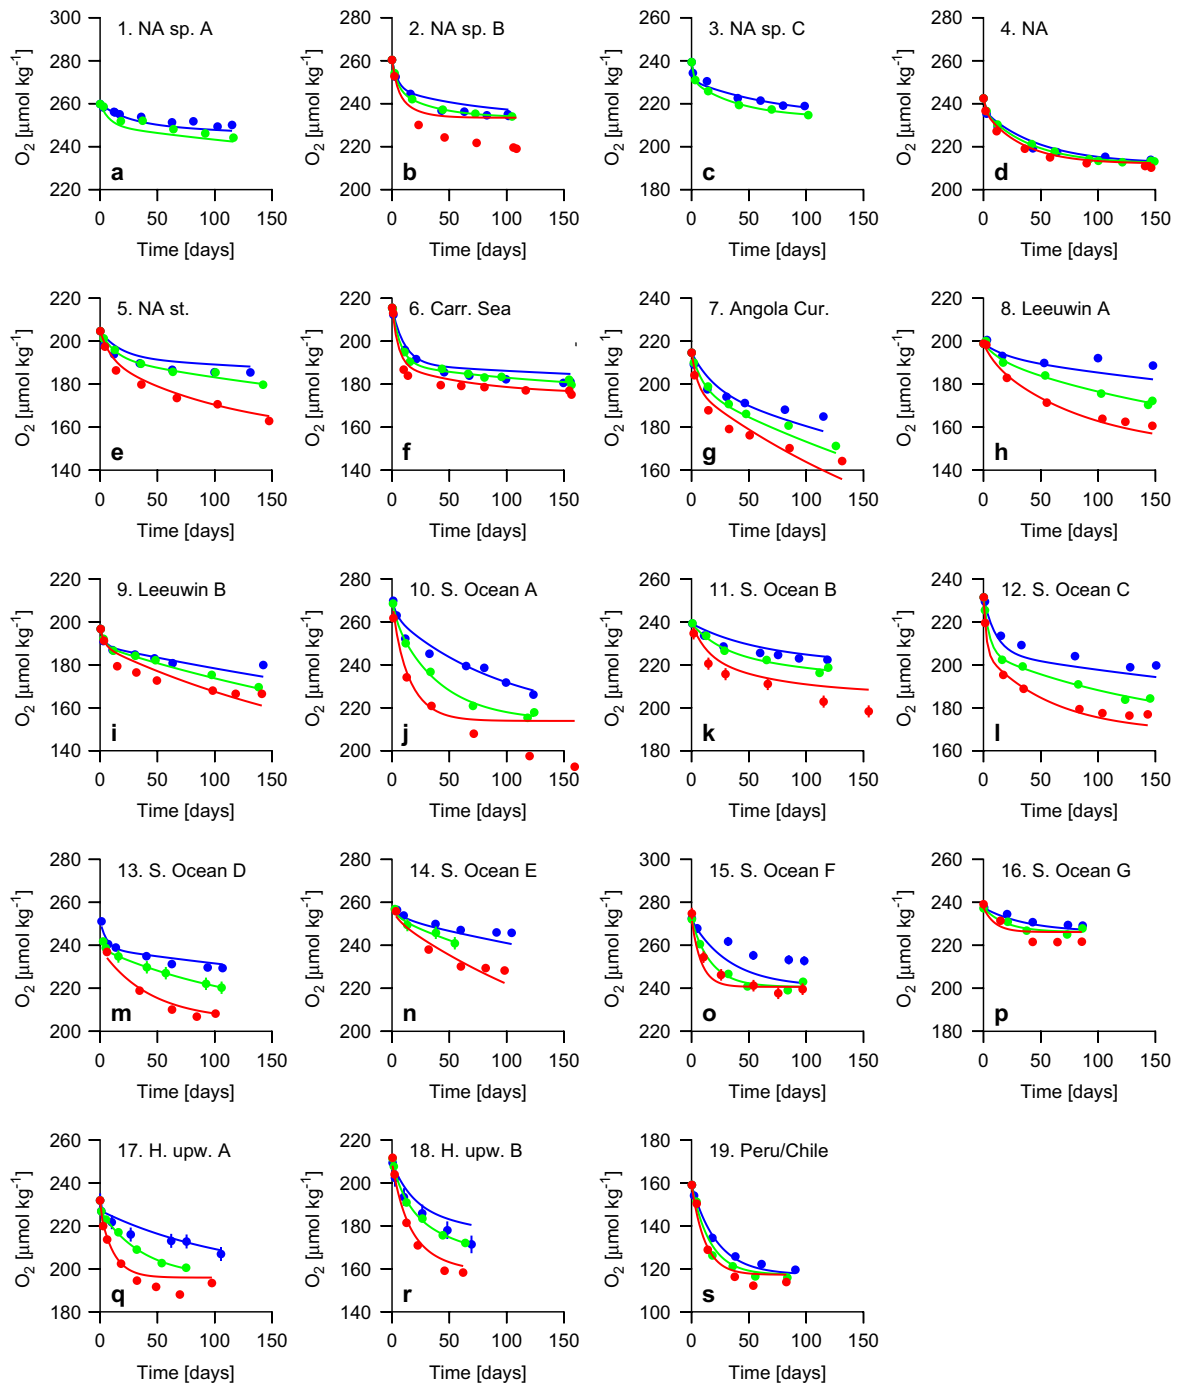 1. NA sp. A
O₂ [µmol kg⁻¹]
300
280
260
240
220
a
0 50 100 150
Time [days]
2. NA sp. B
O₂ [µmol kg⁻¹]
280
260
240
220
200
b
0 50 100 150
Time [days]
3. NA sp. C
O₂ [µmol kg⁻¹]
260
240
220
200
180
c
0 50 100 150
Time [days]
4. NA
O₂ [µmol kg⁻¹]
280
260
240
220
200
d
0 50 100 150
Time [days]
5. NA st.
O₂ [µmol kg⁻¹]
220
200
180
160
140
e
0 50 100 150
Time [days]
6. Carr. Sea
O₂ [µmol kg⁻¹]
220
200
180
160
140
f
0 50 100 150
Time [days]
7. Angola Cur.
O₂ [µmol kg⁻¹]
240
220
200
180
160
g
0 50 100 150
Time [days]
8. Leeuwin A
O₂ [µmol kg⁻¹]
220
200
180
160
140
h
0 50 100 150
Time [days]
9. Leeuwin B
O₂ [µmol kg⁻¹]
220
200
180
160
140
i
0 50 100 150
Time [days]
10. S. Ocean A
O₂ [µmol kg⁻¹]
280
260
240
220
200
j
0 50 100 150
Time [days]
11. S. Ocean B
O₂ [µmol kg⁻¹]
260
240
220
200
180
k
0 50 100 150
Time [days]
12. S. Ocean C
O₂ [µmol kg⁻¹]
240
220
200
180
160
l
0 50 100 150
Time [days]
13. S. Ocean D
O₂ [µmol kg⁻¹]
280
260
240
220
200
m
0 50 100 150
Time [days]
14. S. Ocean E
O₂ [µmol kg⁻¹]
280
260
240
220
200
n
0 50 100 150
Time [days]
15. S. Ocean F
O₂ [µmol kg⁻¹]
300
280
260
240
220
o
0 50 100 150
Time [days]
16. S. Ocean G
O₂ [µmol kg⁻¹]
260
240
220
200
180
p
0 50 100 150
Time [days]
17. H. upw. A
O₂ [µmol kg⁻¹]
260
240
220
200
180
q
0 50 100 150
Time [days]
18. H. upw. B
O₂ [µmol kg⁻¹]
220
200
180
160
140
r
0 50 100 150
Time [days]
19. Peru/Chile
O₂ [µmol kg⁻¹]
180
160
140
120
100
s
0 50 100 150
Time [days]